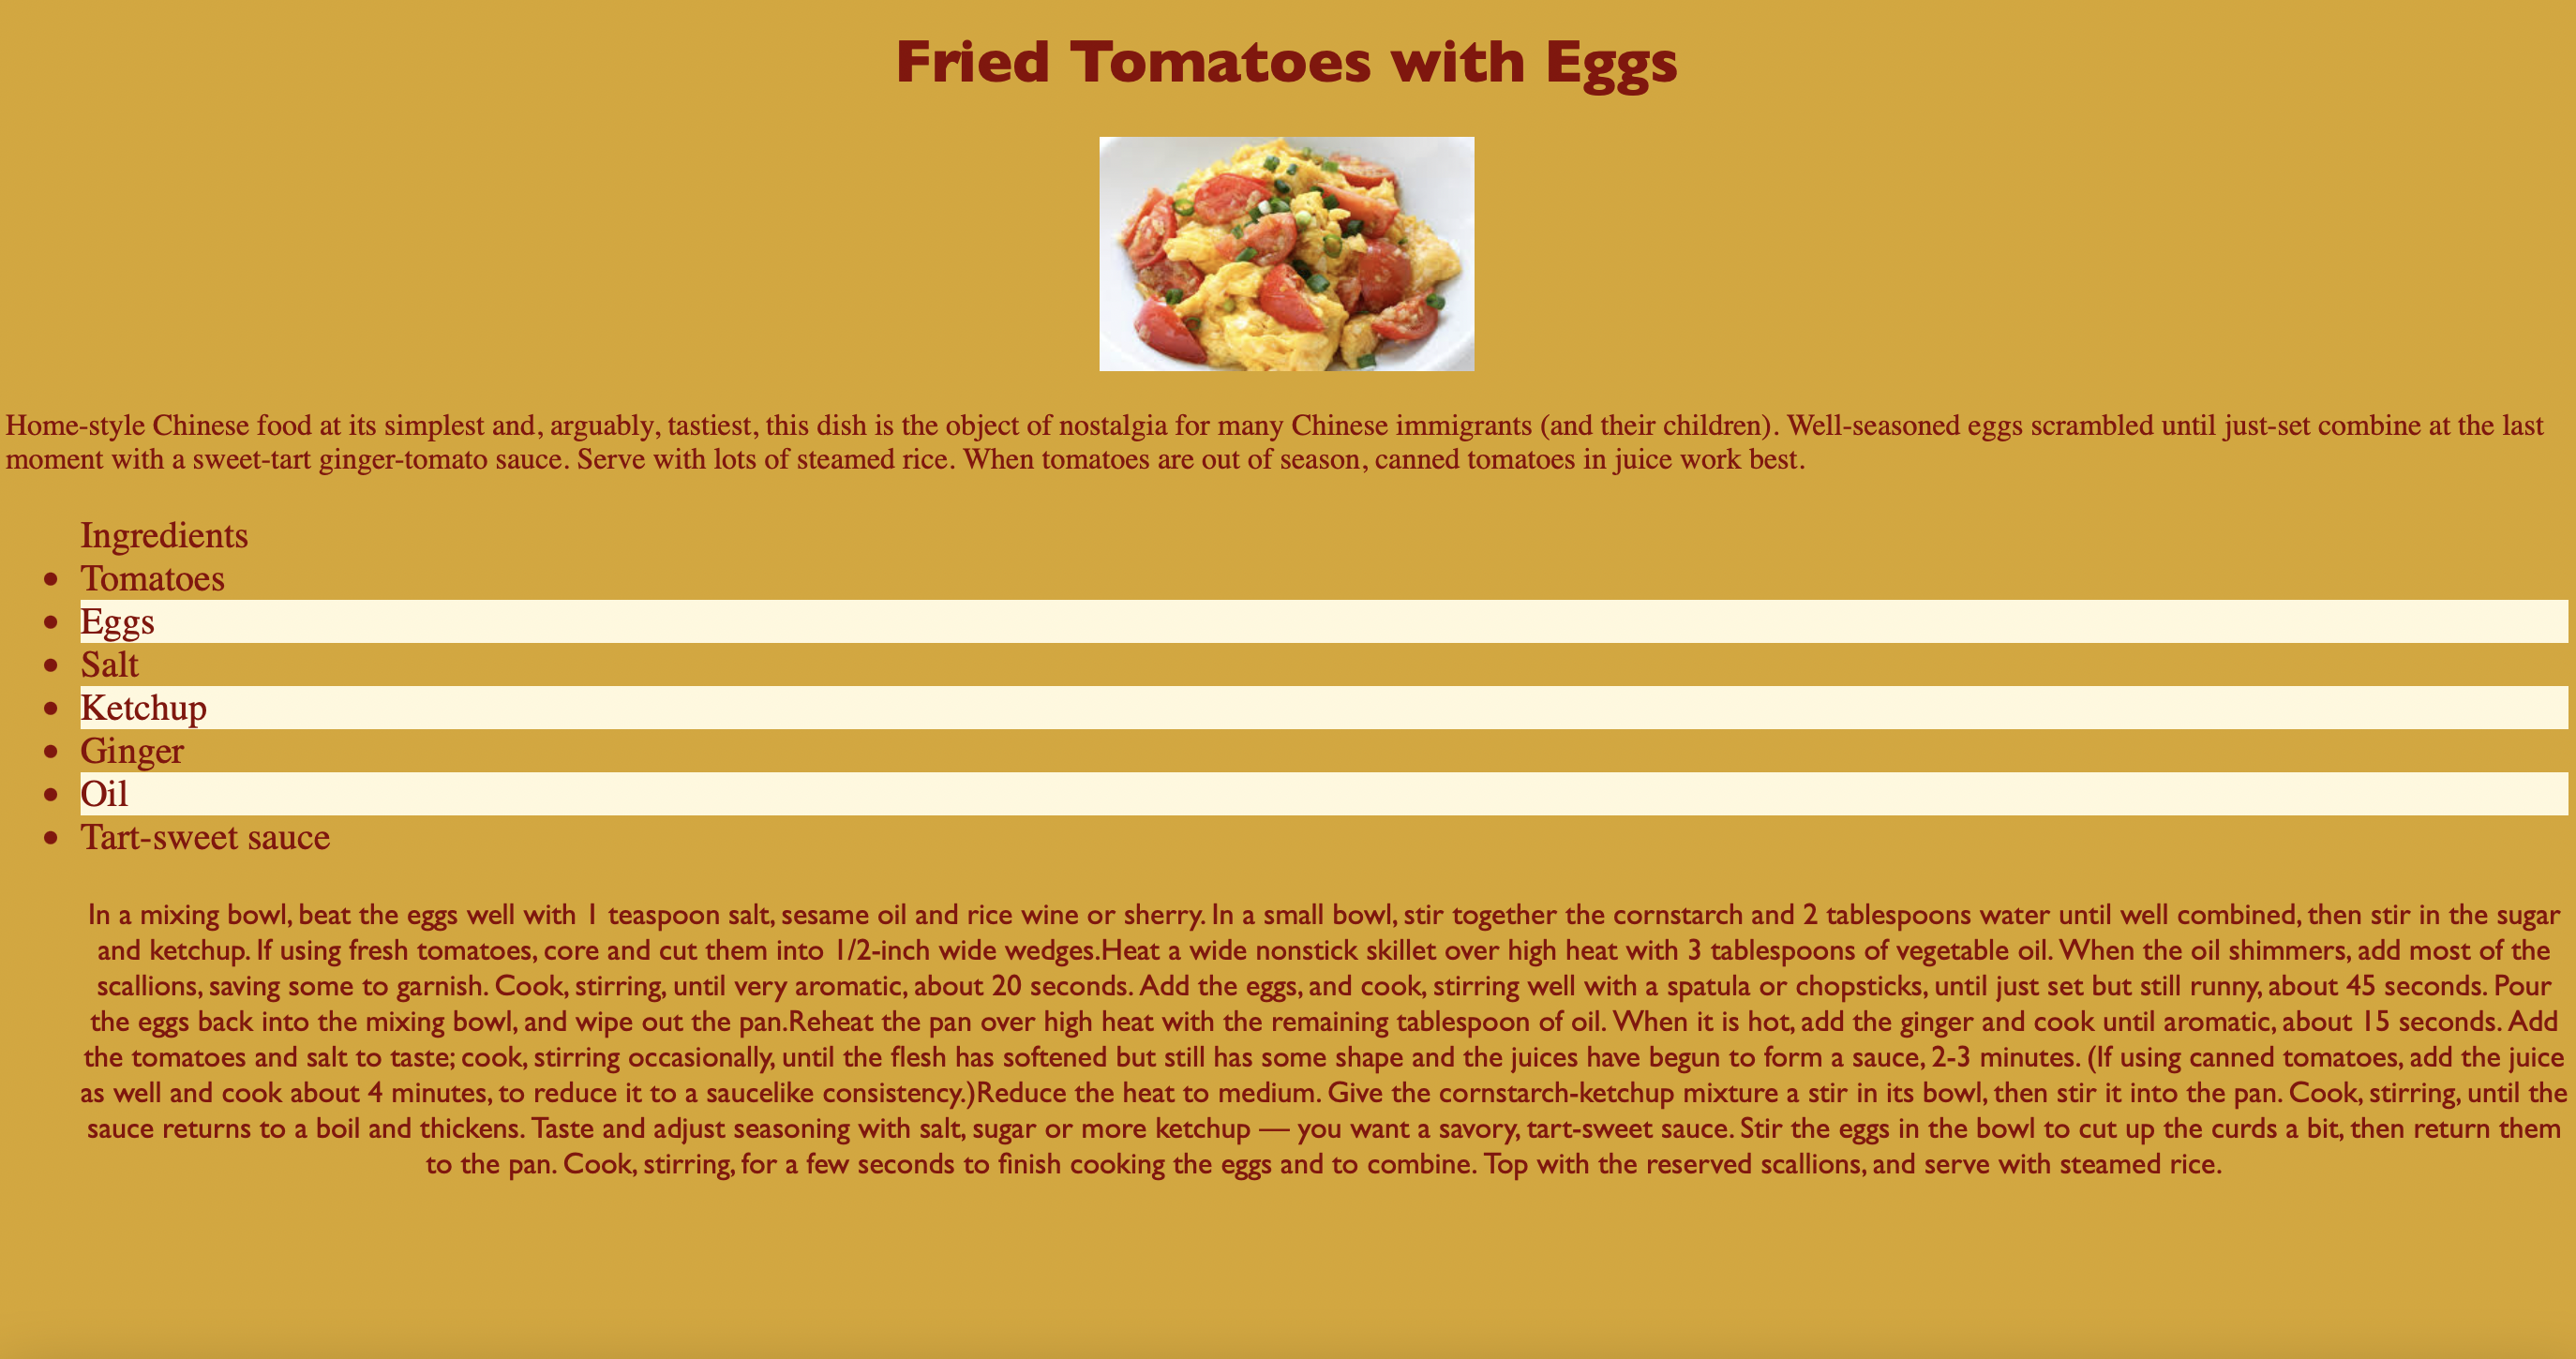 Fried Tomatoes with Eggs
Home-style Chinese food at its simplest and, arguably, tastiest, this dish is the object of nostalgia for many Chinese immigrants (and their children). Well-seasoned eggs scrambled until just-set combine at the last
moment with a sweet-tart ginger-tomato sauce. Serve with lots of steamed rice. When tomatoes are out of season, canned tomatoes in juice work best.
Ingredients
• Tomatoes
• Eggs
• Salt
• Ketchup
• Ginger
• Oil
• Tart-sweet sauce
In a mixing bowl, beat the eggs well with 1 teaspoon salt, sesame oil and rice wine or sherry. In a small bowl, stir together the cornstarch and 2 tablespoons water until well combined, then stir in the sugar
and ketchup. If using fresh tomatoes, core and cut them into 1/2-inch wide wedges.Heat a wide nonstick skillet over high heat with 3 tablespoons of vegetable oil. When the oil shimmers, add most of the
scallions, saving some to garnish. Cook, stirring, until very aromatic, about 20 seconds. Add the eggs, and cook, stirring well with a spatula or chopsticks, until just set but still runny, about 45 seconds. Pour
the eggs back into the mixing bowl, and wipe out the pan.Reheat the pan over high heat with the remaining tablespoon of oil. When it is hot, add the ginger and cook until aromatic, about 15 seconds. Add
the tomatoes and salt to taste; cook, stirring occasionally, until the flesh has softened but still has some shape and the juices have begun to form a sauce, 2-3 minutes. (If using canned tomatoes, add the juice
as well and cook about 4 minutes, to reduce it to a saucelike consistency.)Reduce the heat to medium. Give the cornstarch-ketchup mixture a stir in its bowl, then stir it into the pan. Cook, stirring, until the
sauce returns to a boil and thickens. Taste and adjust seasoning with salt, sugar or more ketchup — you want a savory, tart-sweet sauce. Stir the eggs in the bowl to cut up the curds a bit, then return them
to the pan. Cook, stirring, for a few seconds to finish cooking the eggs and to combine. Top with the reserved scallions, and serve with steamed rice.